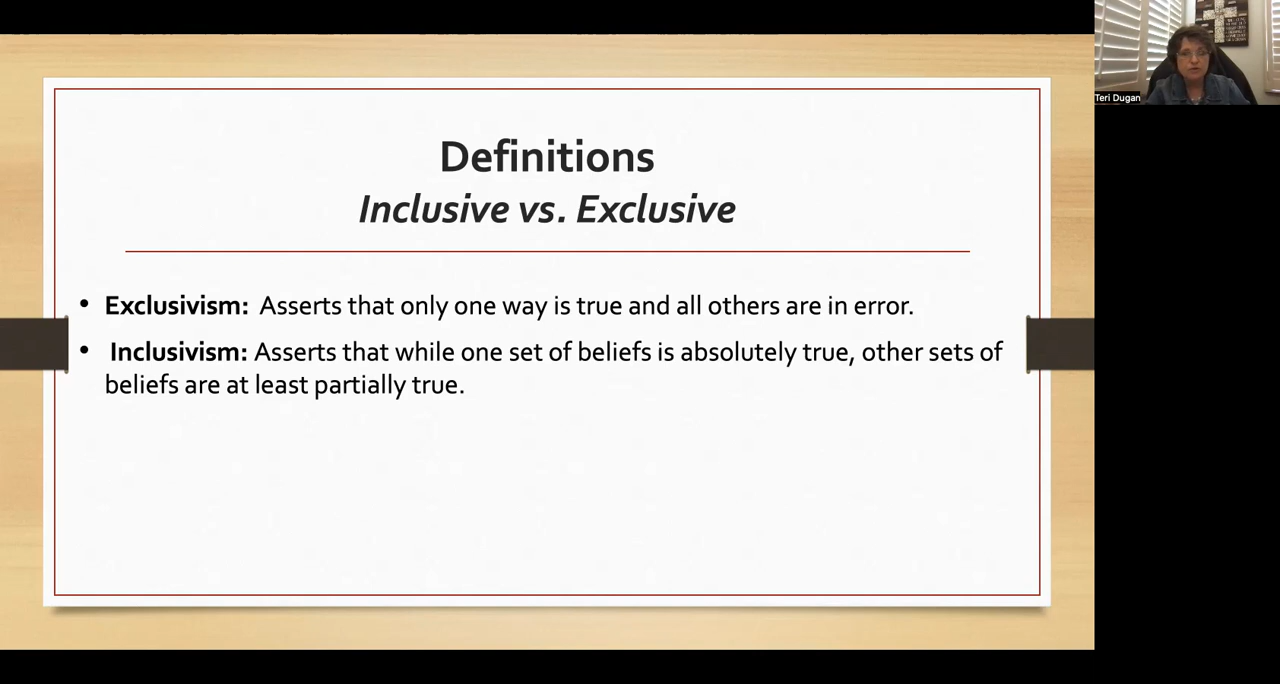 Definitions
Inclusive vs. Exclusive
• Exclusivism: Asserts that only one way is true and all others are in error.
• Inclusivism: Asserts that while one set of beliefs is absolutely true, other sets of
beliefs are at least partially true.
Teri Dugan